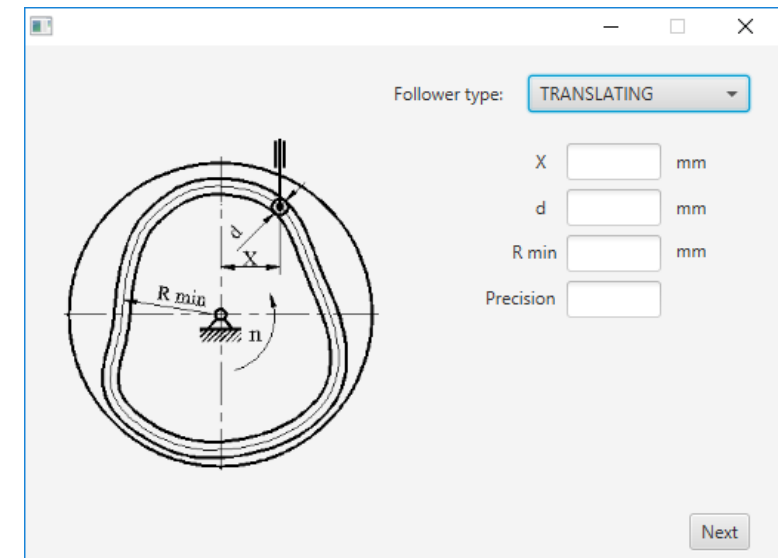 Follower type: TRANSLATING
X mm
d mm
R min mm
Precision
d
X
R min
n
Next